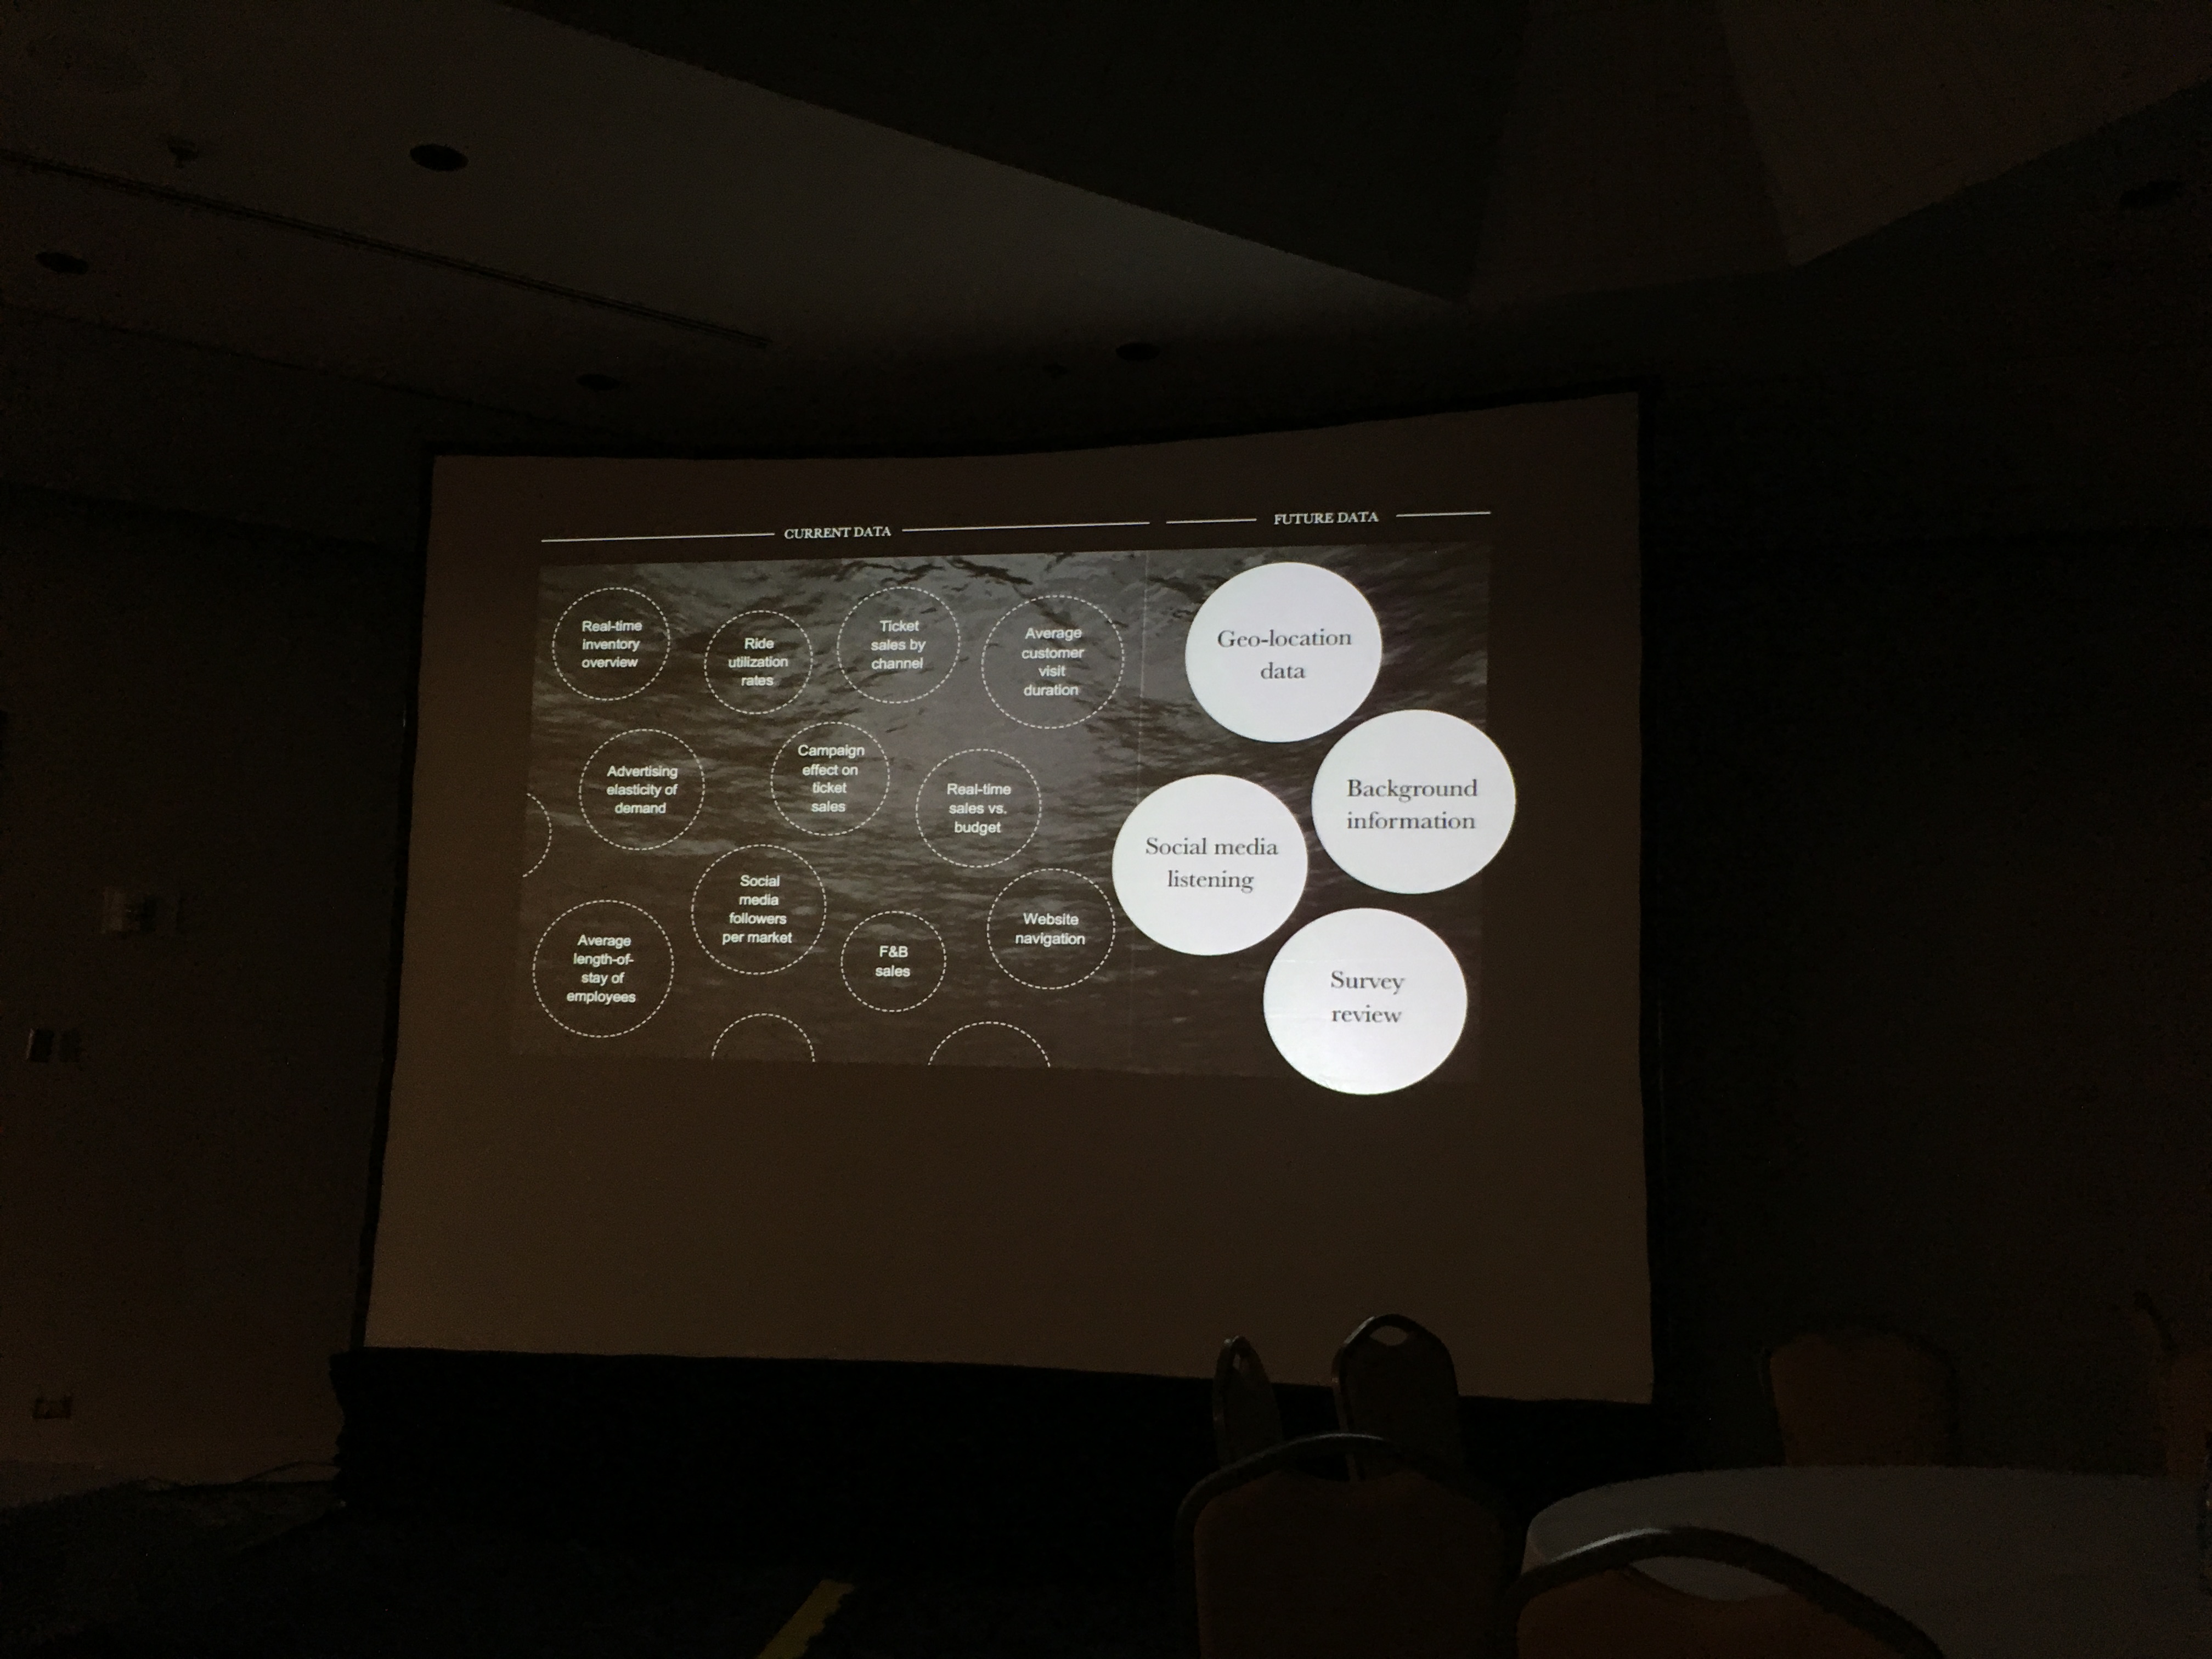 CURRENT DATA
FUTURE DATA
Real-time
inventory
overview
Ride
utilization
rates
Ticket
sales by
channel
Average
customer
visit
duration
Geo-location
data
Advertising
elasticity of
demand
Campaign
effect on
ticket
sales
Real-time
sales vs.
budget
Background
information
Social media
listening
Average
length-of-
stay of
employees
Social
media
followers
per market
F&B
sales
Website
navigation
Survey
review